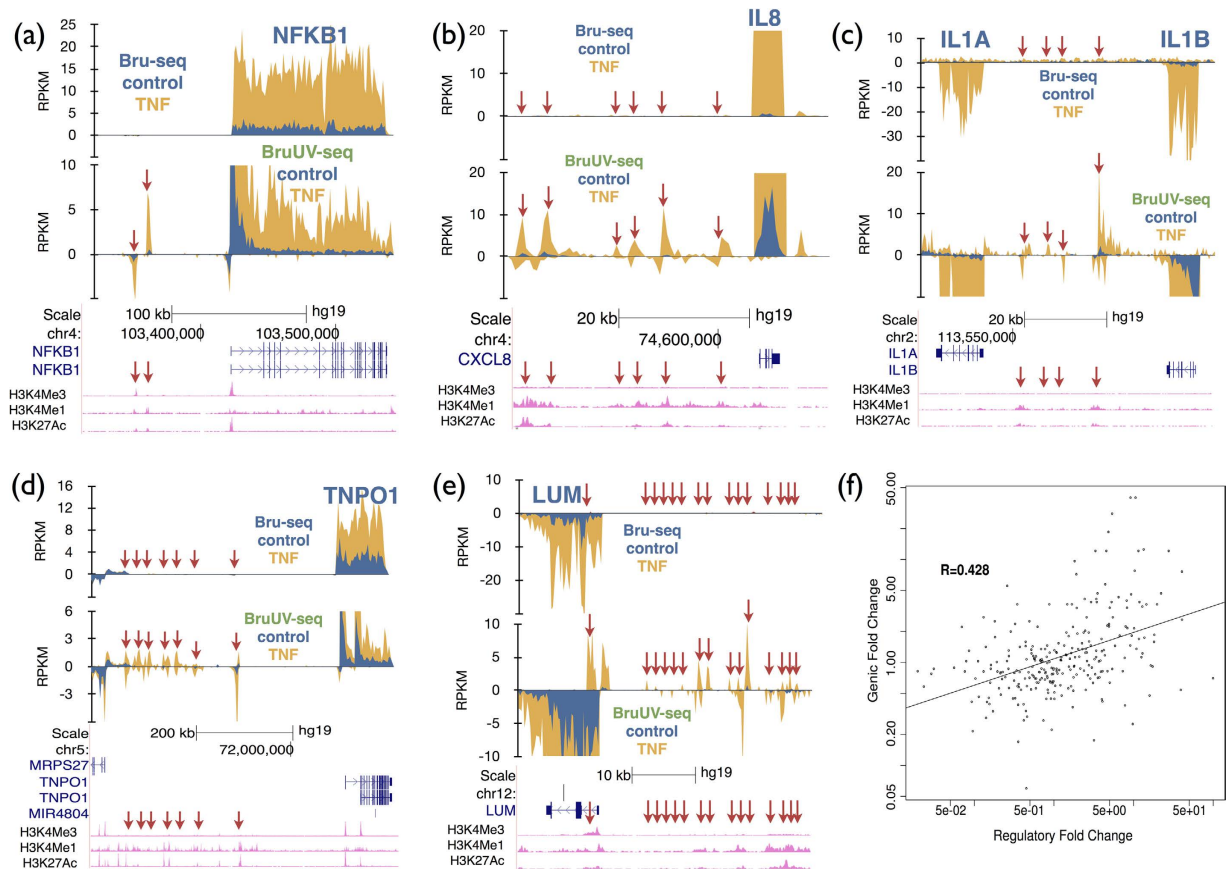 (a)
NFKB1
Bru-seq
control
TNF
RPKM
25
20
15
10
5
0
BruUV-seq
control
TNF
RPKM
10
5
0
Scale
100 kb
hg19
chr4:
103,400,000
103,500,000
NFKB1
NFKB1
H3K4Me3
H3K4Me1
H3K27Ac
(b)
IL8
Bru-seq
control
TNF
RPKM
20
10
0
BruUV-seq
control
TNF
RPKM
20
10
0
Scale
20 kb
hg19
chr4:
74,600,000
CXCL8
H3K4Me3
H3K4Me1
H3K27Ac
(c)
IL1A
IL1B
Bru-seq
control
TNF
RPKM
10
0
-10
-20
-30
BruUV-seq
control
TNF
RPKM
20
10
0
Scale
20 kb
hg19
chr2:
113,550,000
IL1A
IL1B
H3K4Me3
H3K4Me1
H3K27Ac
(d)
TNPO1
Bru-seq
control
TNF
RPKM
16
12
8
4
0
BruUV-seq
control
TNF
RPKM
6
3
0
-3
Scale
200 kb
hg19
chr5:
72,000,000
MRPS27
TNPO1
TNPO1
MIR4804
H3K4Me3
H3K4Me1
H3K27Ac
(e)
LUM
Bru-seq
control
TNF
RPKM
10
0
-10
-20
BruUV-seq
control
TNF
RPKM
10
5
0
-5
-10
Scale
10 kb
hg19
chr12:
LUM
H3K4Me3
H3K4Me1
H3K27Ac
(f)
R=0.428
Genic Fold Change
50.00
5.00
1.00
0.20
0.05
5e-02
5e-01
5e+00
5e+01
Regulatory Fold Change